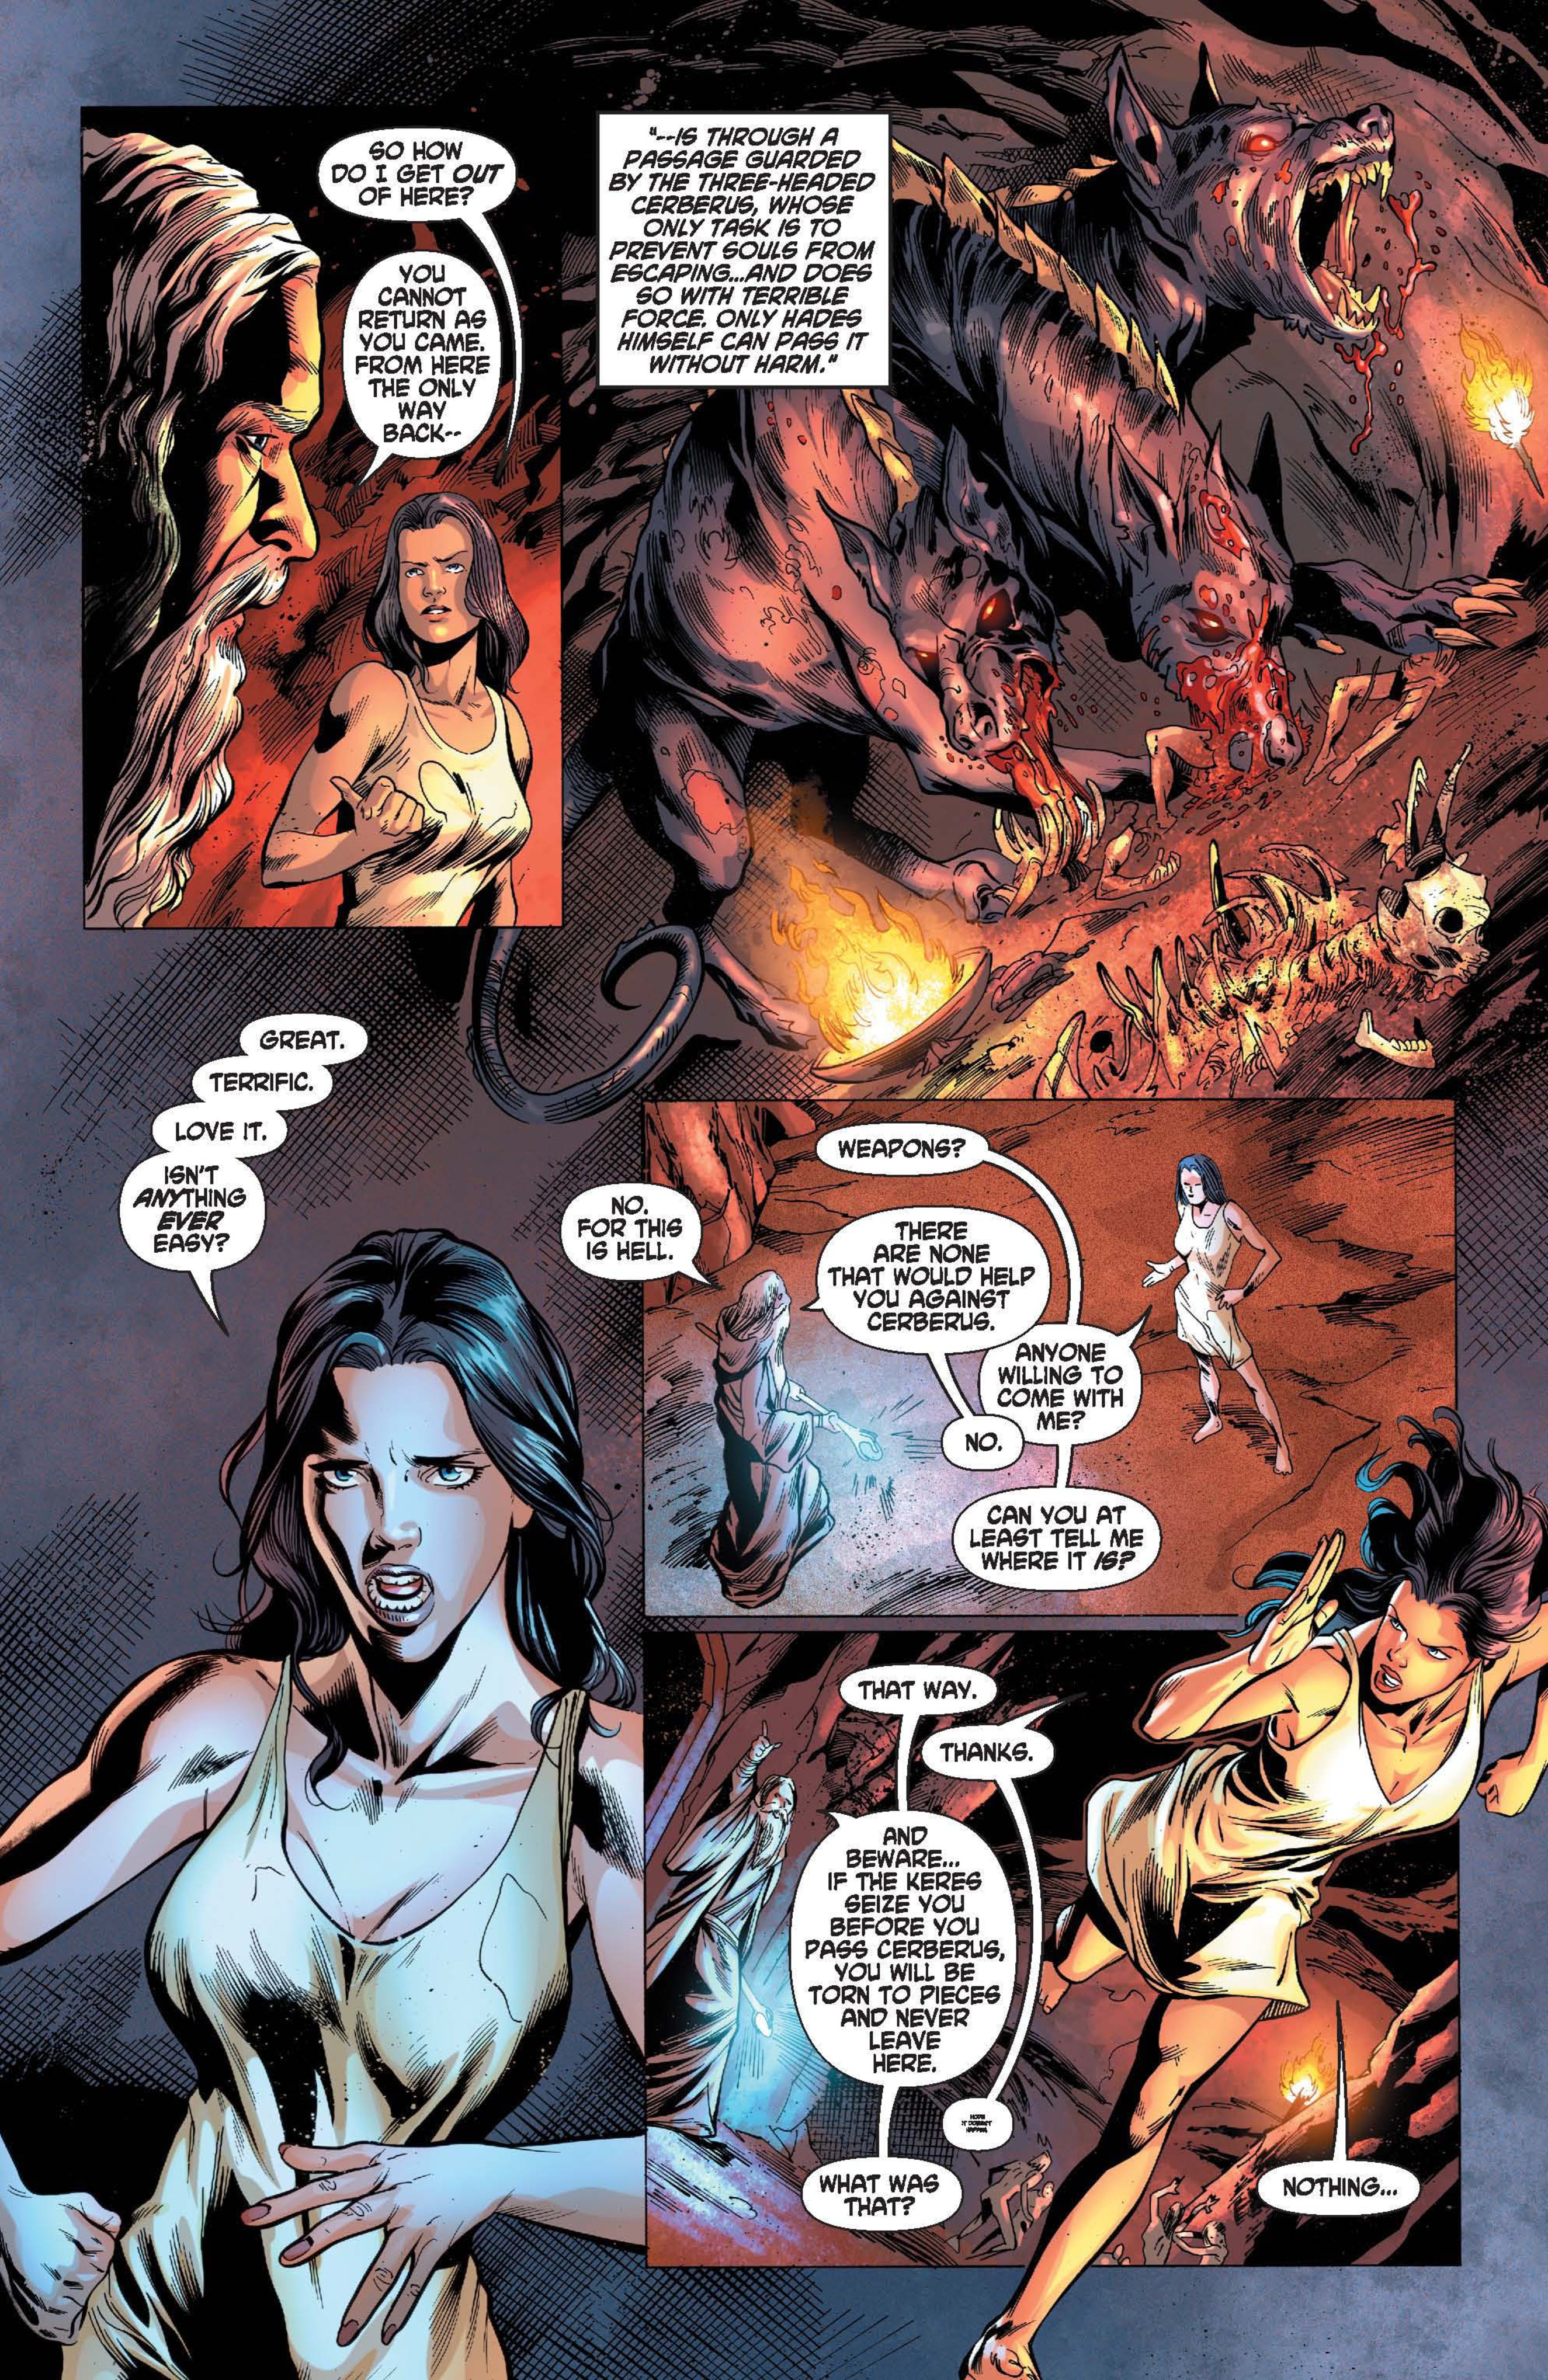 SO HOW
DO I GET OUT
OF HERE?
YOU
CANNOT
RETURN AS
YOU CAME.
FROM HERE
THE ONLY
WAY
BACK--
"--IS THROUGH A
PASSAGE GUARDED
BY THE THREE-HEADED
CERBERUS, WHOSE
ONLY TASK IS TO
PREVENT SOULS FROM
ESCAPING...AND DOES
SO WITH TERRIBLE
FORCE. ONLY HADES
HIMSELF CAN PASS IT
WITHOUT HARM."
GREAT.
TERRIFIC.
LOVE IT.
ISN'T
ANYTHING
EVER
EASY?
NO.
FOR THIS
IS HELL.
WEAPONS?
THERE
ARE NONE
THAT WOULD HELP
YOU AGAINST
CERBERUS.
ANYONE
WILLING TO
COME WITH
ME?
NO.
CAN YOU AT
LEAST TELL ME
WHERE IT IS?
THAT WAY.
THANKS.
AND
BEWARE...
IF THE KERES
SEIZE YOU
BEFORE YOU
PASS CERBERUS,
YOU WILL BE
TORN TO PIECES
AND NEVER
LEAVE
HERE.
IT DOESN'T
HAPPEN.
WHAT WAS
THAT?
NOTHING...